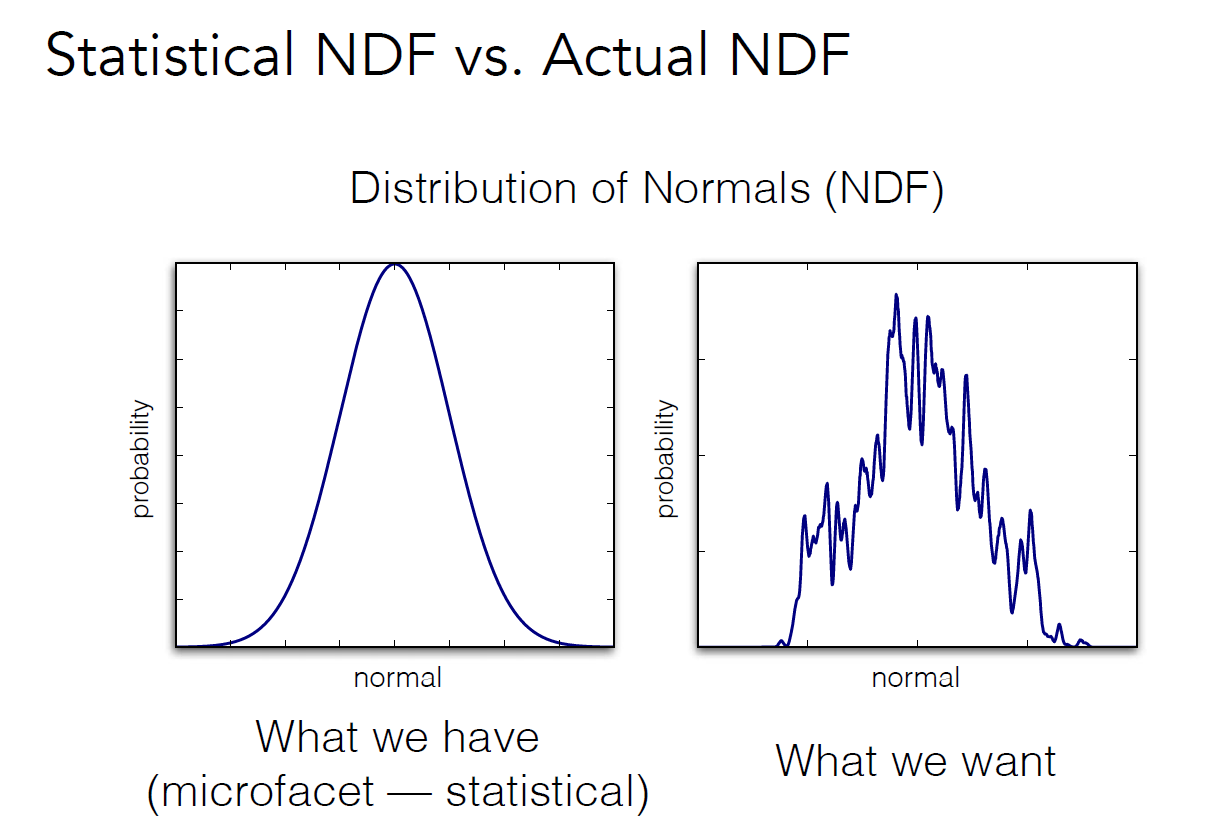 Statistical NDF vs. Actual NDF
Distribution of Normals (NDF)
probability
normal
What we have
(microfacet — statistical)
probability
normal
What we want